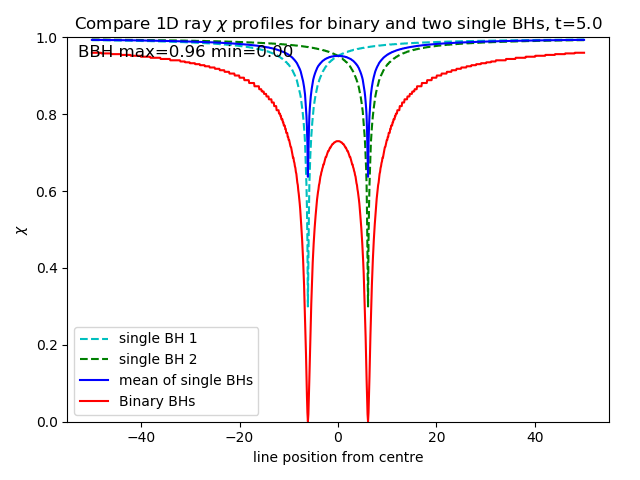 Compare 1D ray χ profiles for binary and two single BHs, t=5.0
BBH max=0.96 min=0.00
1.0
0.8
0.6
0.4
0.2
0.0
χ
single BH 1
single BH 2
mean of single BHs
Binary BHs
−40 −20 0 20 40
line position from centre